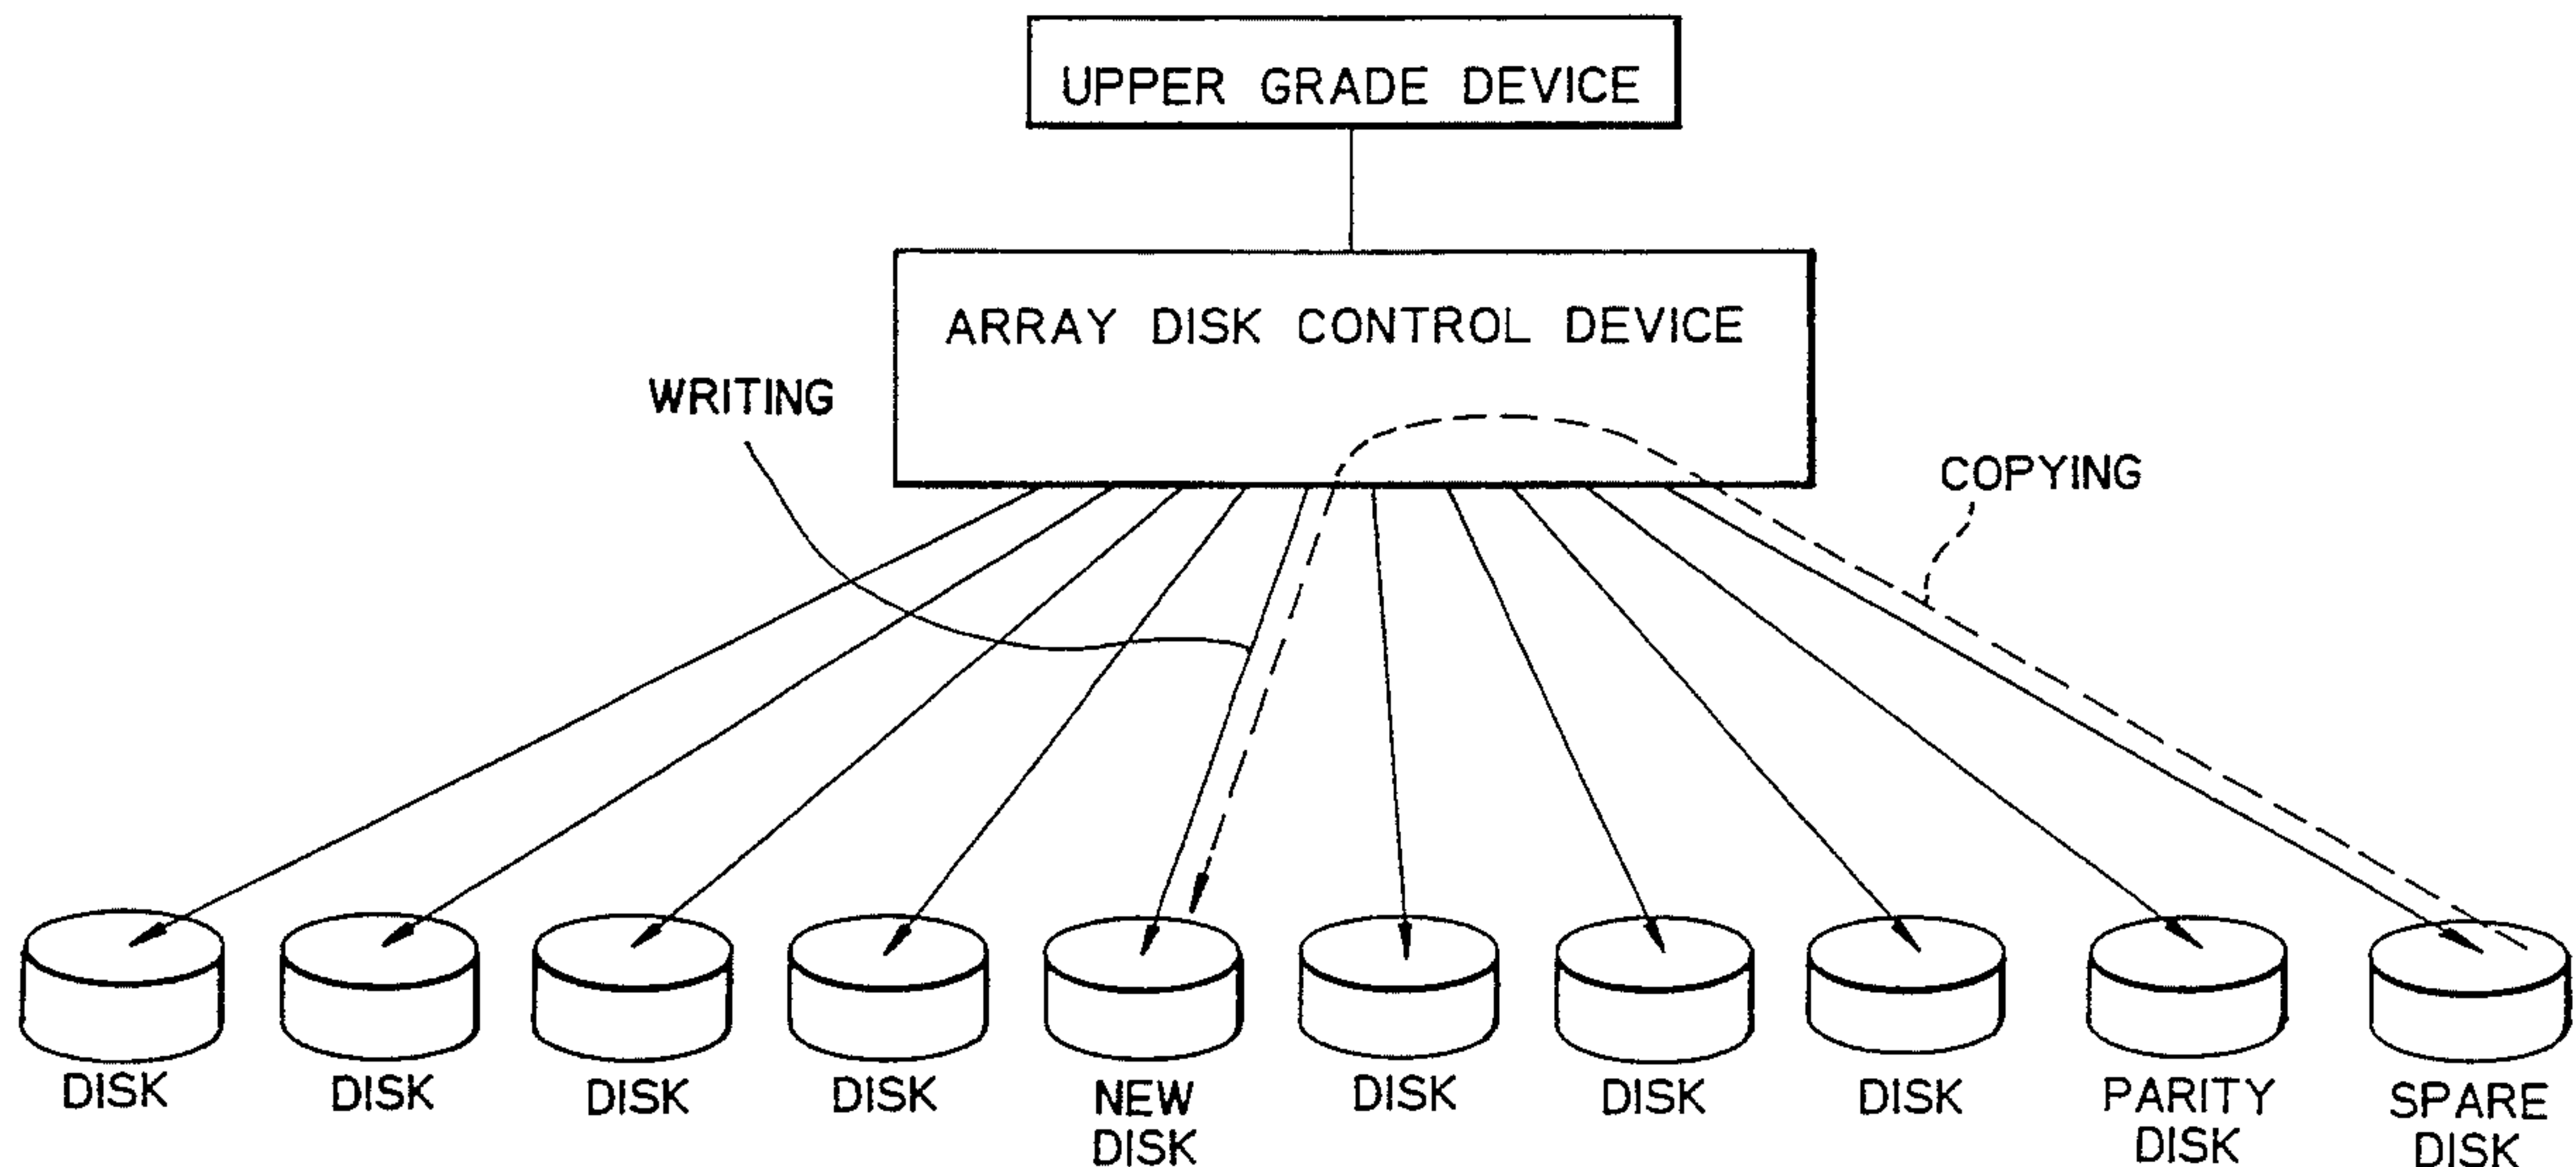 UPPER GRADE DEVICE
ARRAY DISK CONTROL DEVICE
WRITING
COPYING
DISK
DISK
DISK
DISK
NEW
DISK
DISK
DISK
DISK
PARITY
DISK
SPARE
DISK